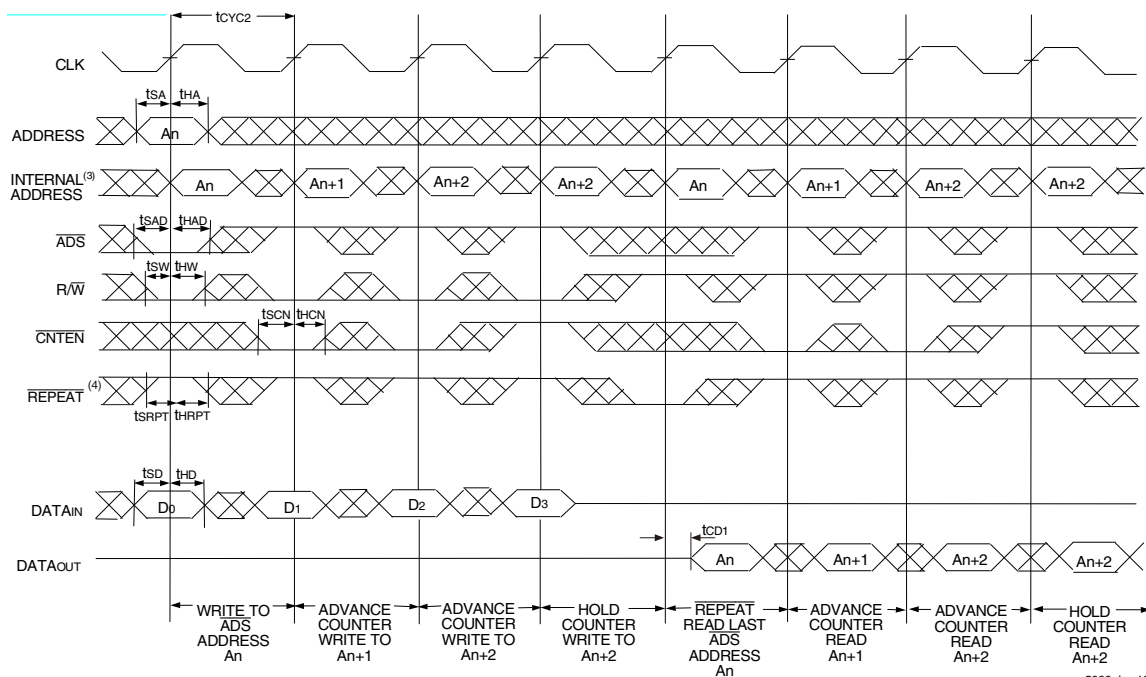 tCYC2
CLK
tSA tHA
ADDRESS An
INTERNAL(3) ADDRESS An An+1 An+2 An+2 An An+1 An+2 An+2
tSAD tHAD
ADS
tSW tHW
R/W
tSCN tHCN
CNTEN
REPEAT (4)
tSRPT tHRPT
tSD tHD
DATAIN D0 D1 D2 D3
tCD1
DATAOUT An An+1 An+2 An+2
WRITE TO ADS ADDRESS An
ADVANCE COUNTER WRITE TO An+1
ADVANCE COUNTER WRITE TO An+2
HOLD COUNTER WRITE TO An+2
REPEAT READ LAST ADS ADDRESS An
ADVANCE COUNTER READ An+1
ADVANCE COUNTER READ An+2
HOLD COUNTER READ An+2